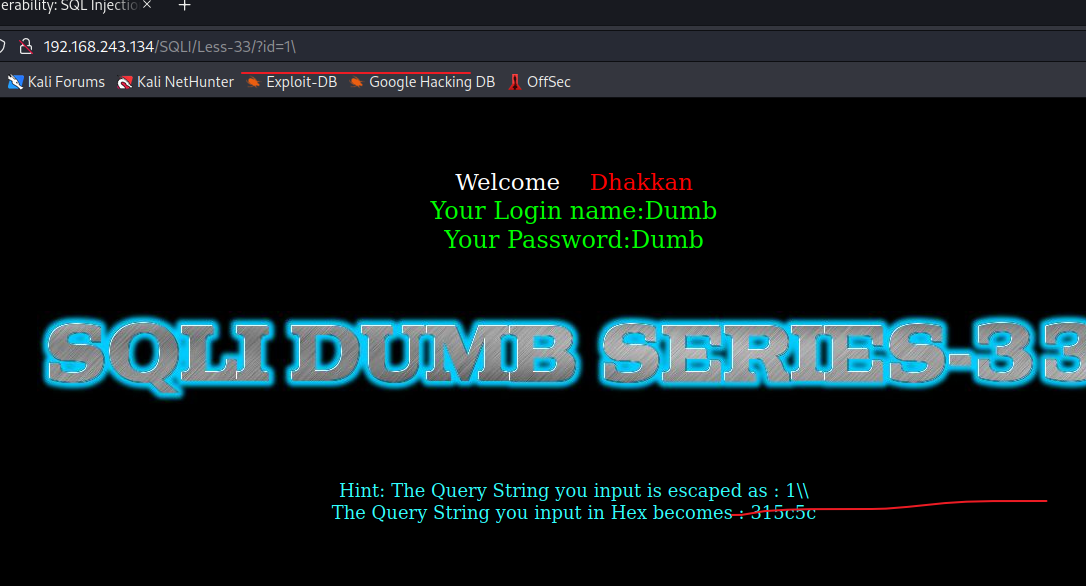 erability: SQL Injectio × +
192.168.243.134/SQLI/Less-33/?id=1\
Kali Forums Kali NetHunter Exploit-DB Google Hacking DB OffSec
Welcome Dhakkan
Your Login name:Dumb
Your Password:Dumb
SQLI DUMB SERIES-33
Hint: The Query String you input is escaped as : 1\\
The Query String you input in Hex becomes : 315c5c